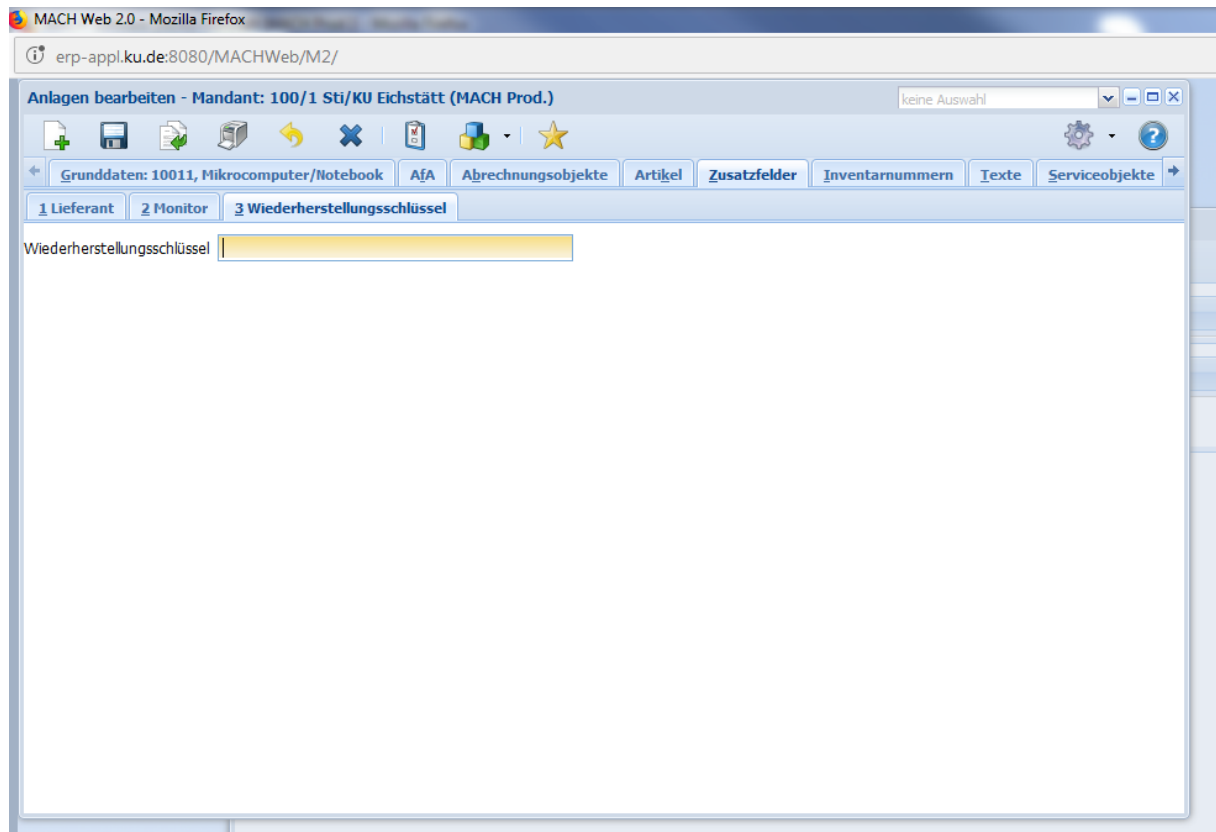 MACH Web 2.0 - Mozilla Firefox
erp-appl.ku.de:8080/MACHWeb/M2/
Anlagen bearbeiten - Mandant: 100/1 Sti/KU Eichstätt (MACH Prod.) keine Auswahl
Grunddaten: 10011, Mikrocomputer/Notebook AfA Abrechnungsobjekte Artikel Zusatzfelder Inventarnummern Texte Serviceobjekte
1 Lieferant 2 Monitor 3 Wiederherstellungsschlüssel
Wiederherstellungsschlüssel